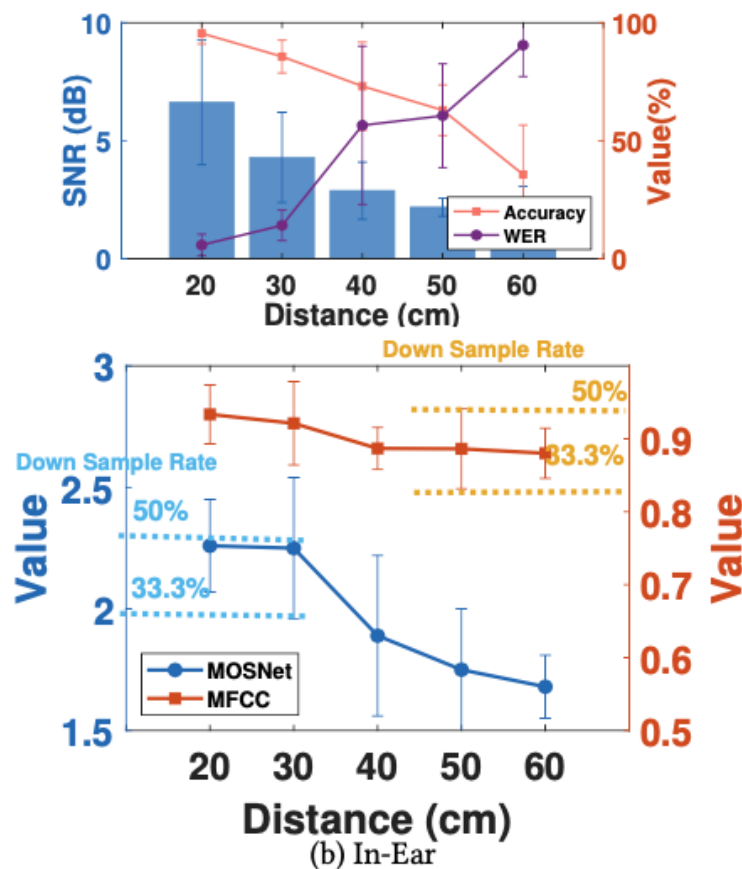 10
5
0
SNR (dB)
100
50
0
Value(%)
Accuracy
WER
20 30 40 50 60
Distance (cm)
Down Sample Rate
50%
33.3%
Down Sample Rate
50%
33.3%
3
2.5
2
1.5
Value
0.9
0.8
0.7
0.6
0.5
Value
MOSNet
MFCC
20 30 40 50 60
Distance (cm)
(b) In-Ear